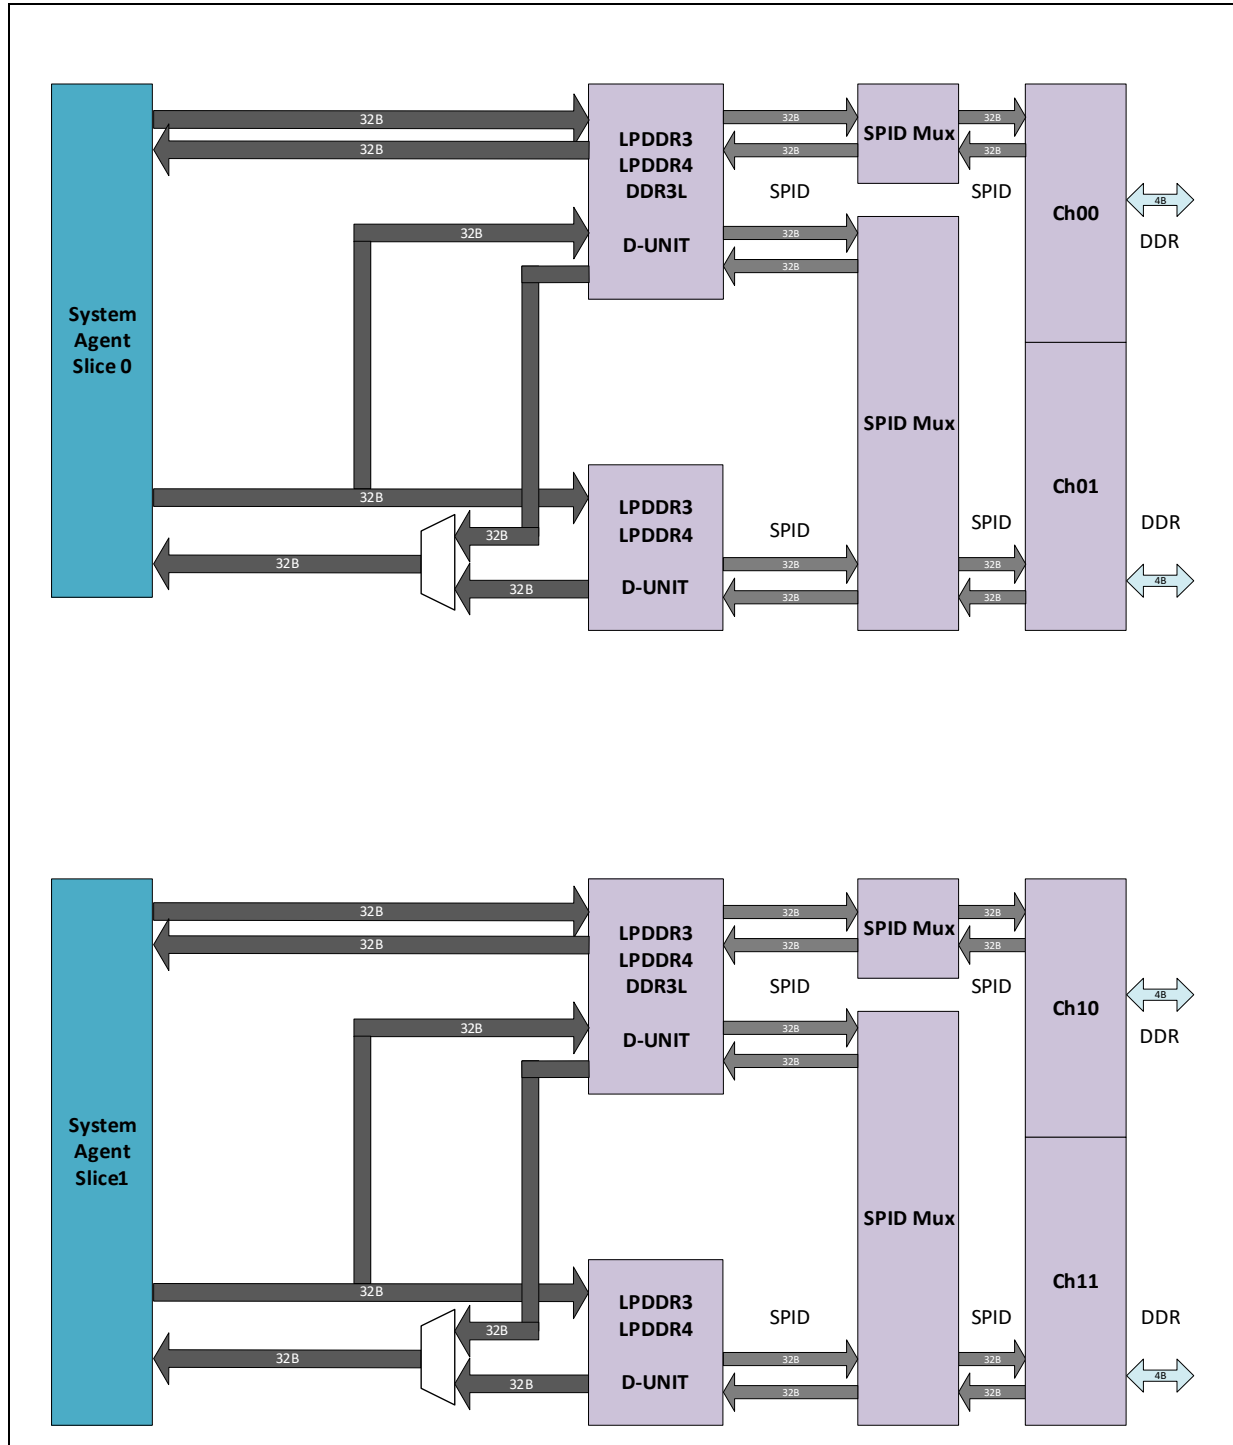 32B
32B
32B
32B
32B
32B
LPDDR3
LPDDR4
DDR3L
D-UNIT
SPID Mux
SPID
SPID
Ch00
4B
DDR
32B
32B
32B
System
Agent
Slice 0
SPID Mux
Ch01
32B
LPDDR3
LPDDR4
D-UNIT
SPID
SPID
DDR
32B
32B
32B
32B
32B
32B
32B
4B
32B
32B
32B
32B
32B
32B
LPDDR3
LPDDR4
DDR3L
D-UNIT
SPID Mux
SPID
SPID
Ch10
4B
DDR
32B
32B
32B
System
Agent
Slice1
SPID Mux
Ch11
32B
LPDDR3
LPDDR4
D-UNIT
SPID
SPID
DDR
32B
32B
32B
32B
32B
32B
32B
4B